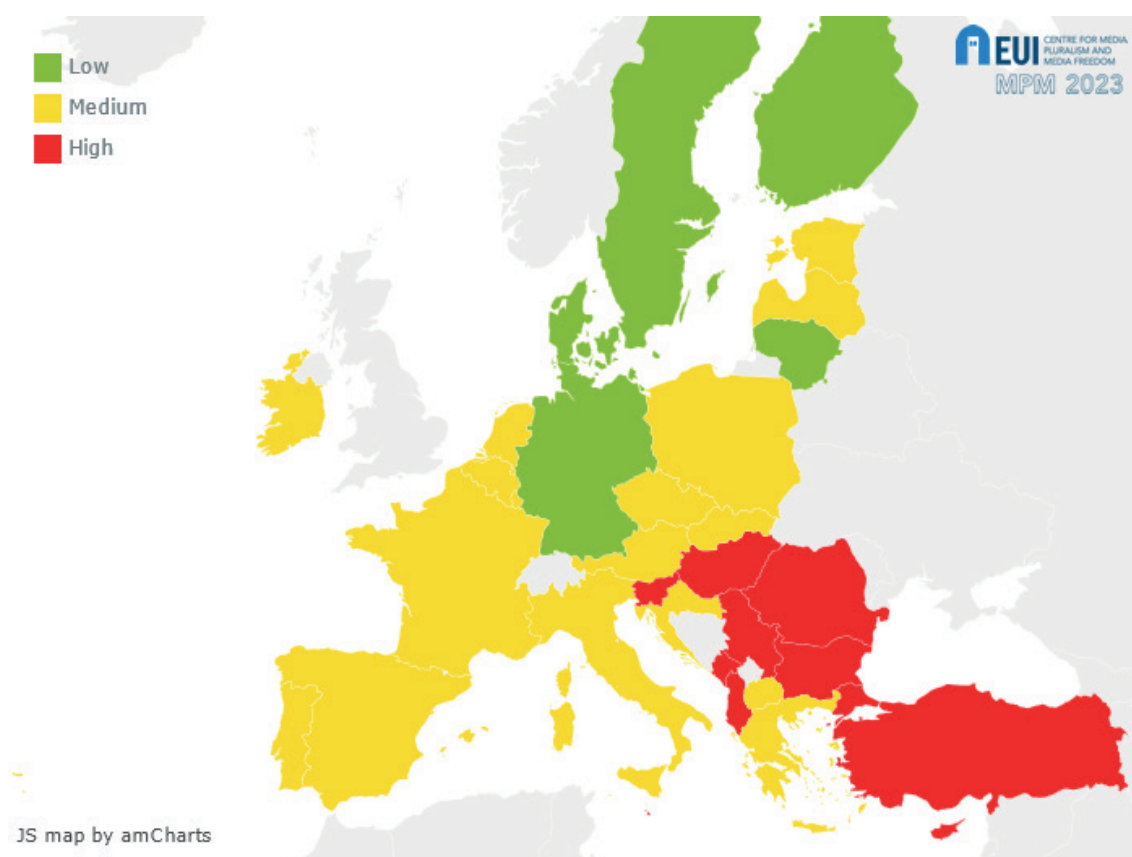 Low
Medium
High
EUI
CENTRE FOR MEDIA
PLURALISM AND
MEDIA FREEDOM
MPM 2023
JS map by amCharts